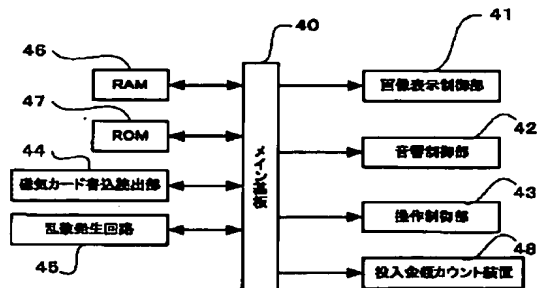 40
41
46
RAM
画像表示制御部
47
42
ROM
音響制御部
44
メイン基板
43
磁気カード書込読出部
操作制御部
乱数発生回路
48
45
投入金額カウント装置